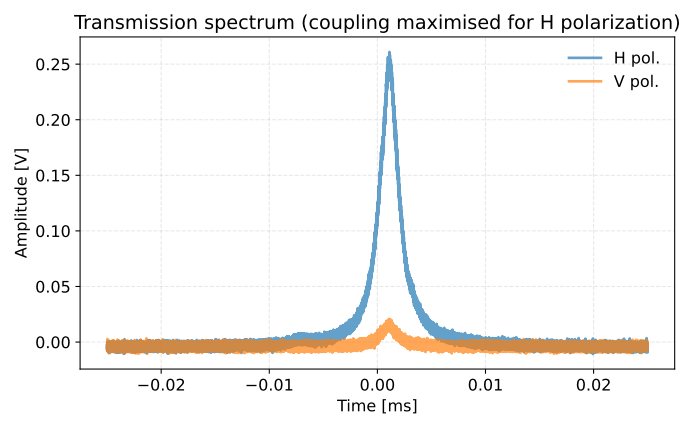 Transmission spectrum (coupling maximised for H polarization)
H pol.
V pol.
Amplitude [V]
0.25
0.20
0.15
0.10
0.05
0.00
−0.02
−0.01
0.00
0.01
0.02
Time [ms]